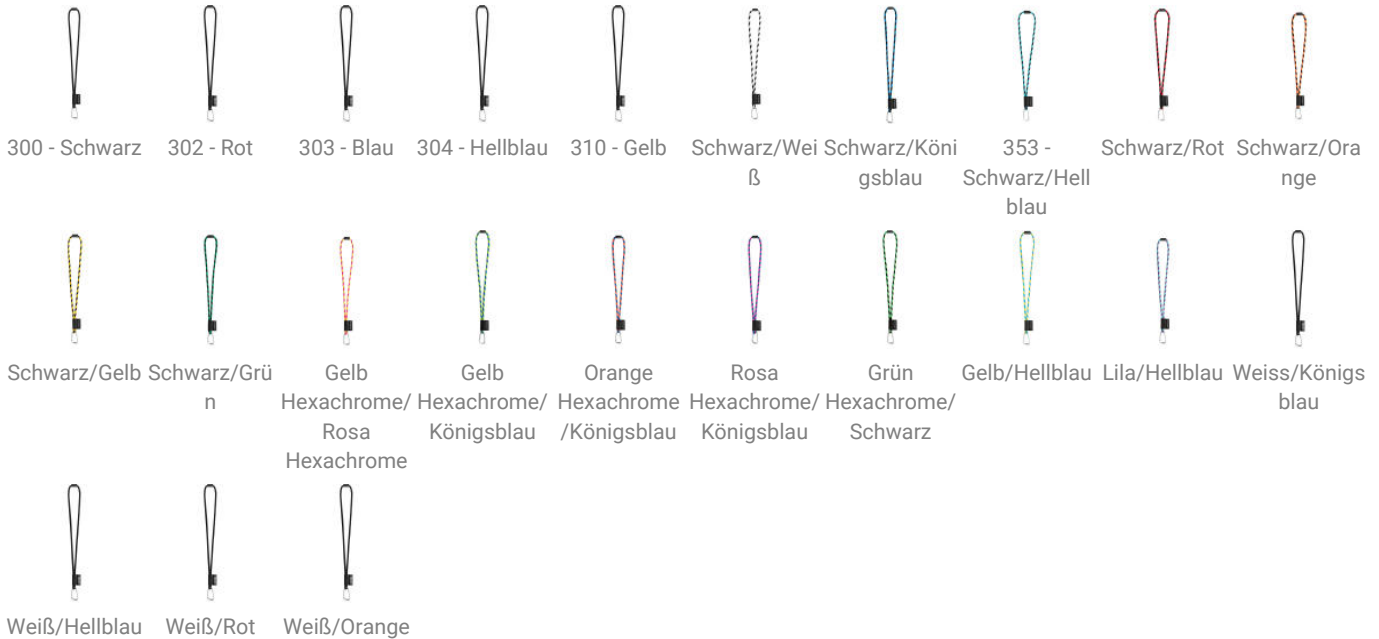 300 - Schwarz 302 - Rot 303 - Blau 304 - Hellblau 310 - Gelb Schwarz/Wei Schwarz/Köni 353 - Schwarz/Rot Schwarz/Ora
ß gsblau Schwarz/Hell nge
blau
Schwarz/Gelb Schwarz/Grü Gelb Gelb Orange Rosa Grün Gelb/Hellblau Lila/Hellblau Weiss/Königs
n Hexachrome/ Hexachrome/ Hexachrome Hexachrome/ Hexachrome/ blau
Rosa Königsblau /Königsblau Königsblau Schwarz
Hexachrome
Weiß/Hellblau Weiß/Rot Weiß/Orange